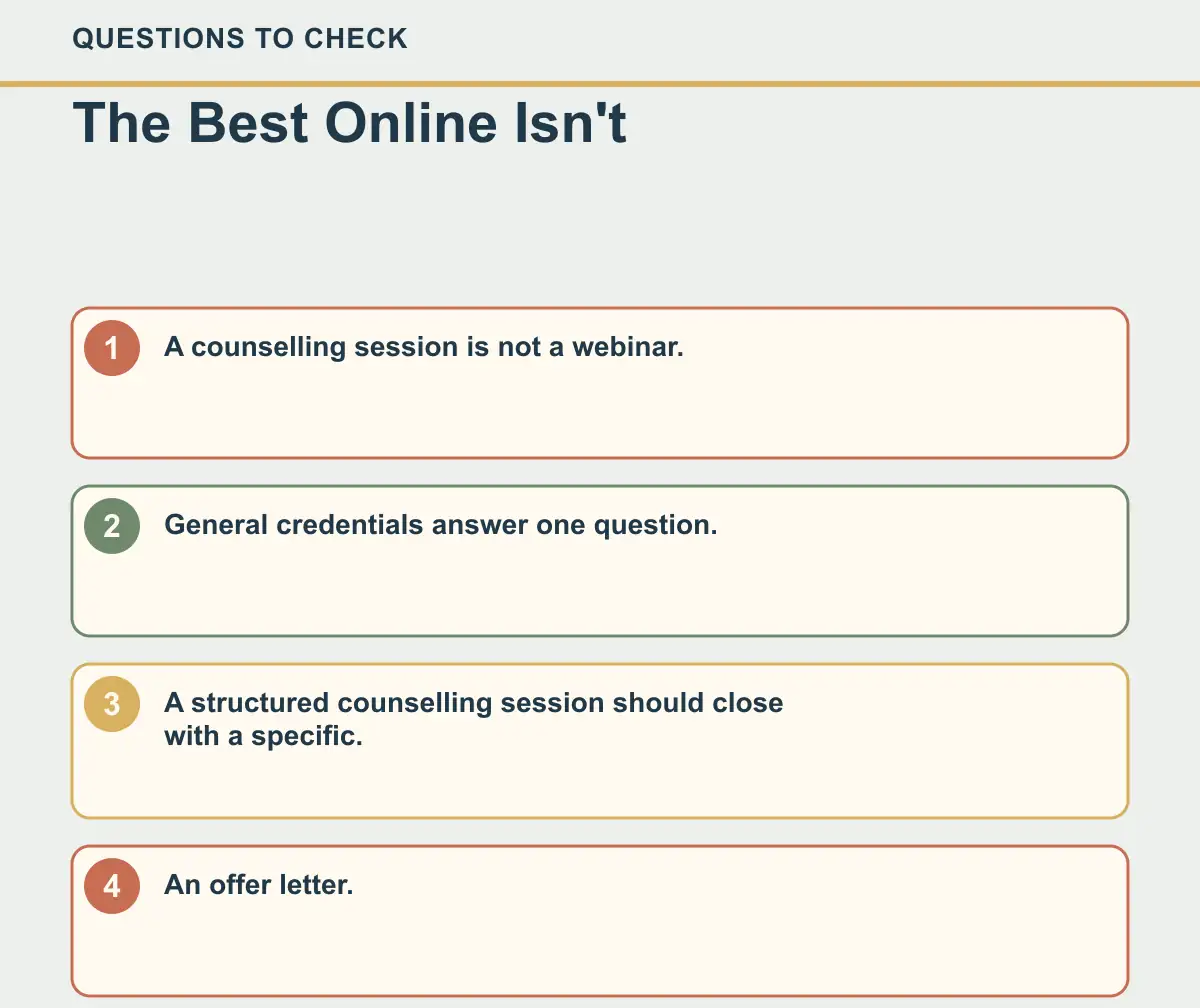 QUESTIONS TO CHECK
The Best Online Isn't
1
A counselling session is not a webinar.
2
General credentials answer one question.
3
A structured counselling session should close
with a specific.
4
An offer letter.